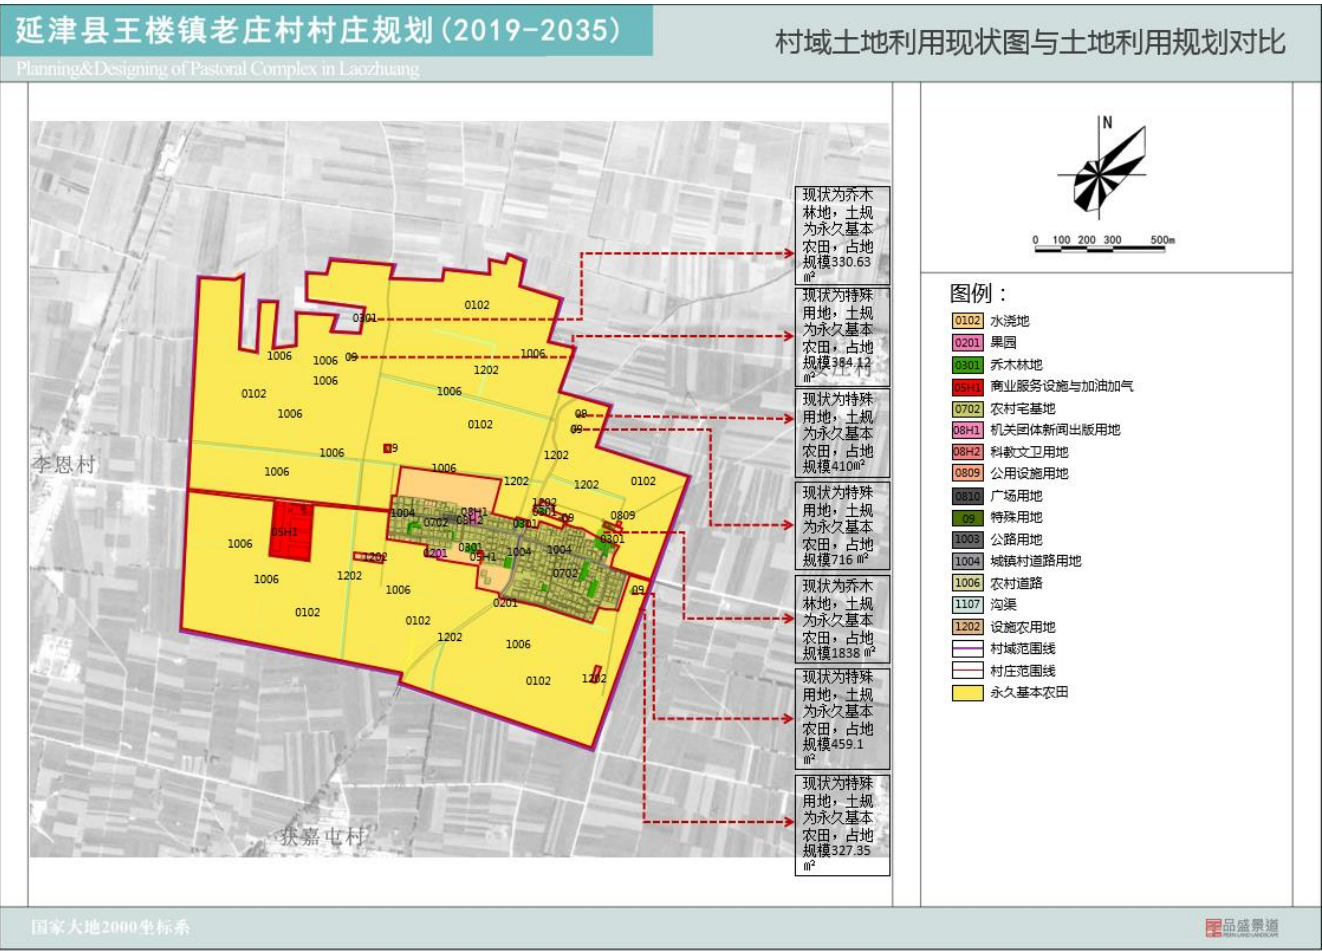 延津县王楼镇老庄村村庄规划(2019-2035)
Planning&Designing of Pastoral Complex in Laozhuang
村域土地利用现状图与土地利用规划对比
N
0 100 200 300 500m
图例：
0102 水浇地
0201 果园
0301 乔木林地
05H1 商业服务设施与加油加气
0702 农村宅基地
08H1 机关团体新闻出版用地
08H2 科教文卫用地
0809 公用设施用地
0810 广场用地
09 特殊用地
1003 公路用地
1004 城镇村道路用地
1006 农村道路
1107 沟渠
1202 设施农用地
村域范围线
村庄范围线
永久基本农田
现状为乔木
林地，土规
为永久基本
农田，占地
规模330.63
㎡
现状为特殊
用地，土规
为永久基本
农田，占地
规模384.12
㎡
现状为特殊
用地，土规
为永久基本
农田，占地
规模410㎡
现状为特殊
用地，土规
为永久基本
农田，占地
规模716 ㎡
现状为乔木
林地，土规
为永久基本
农田，占地
规模1838 ㎡
现状为特殊
用地，土规
为永久基本
农田，占地
规模459.1
㎡
现状为特殊
用地，土规
为永久基本
农田，占地
规模327.35
㎡
0102
0301
1006
1006
09
1006
1202
1006
0102
1006
1006
09
0102
09
1006
9
1202
李恩村
1006
1006
1202
1202
0102
1202
1004
0702
08H1
08H2
0301
0301
09
0809
05H1
1006
1202
0201
0301
05H1
1004
1004
0301
1006
1202
1006
0702
09
0102
0201
0102
1202
1006
0102
1202
获嘉屯村
国家大地2000坐标系
品盛景道